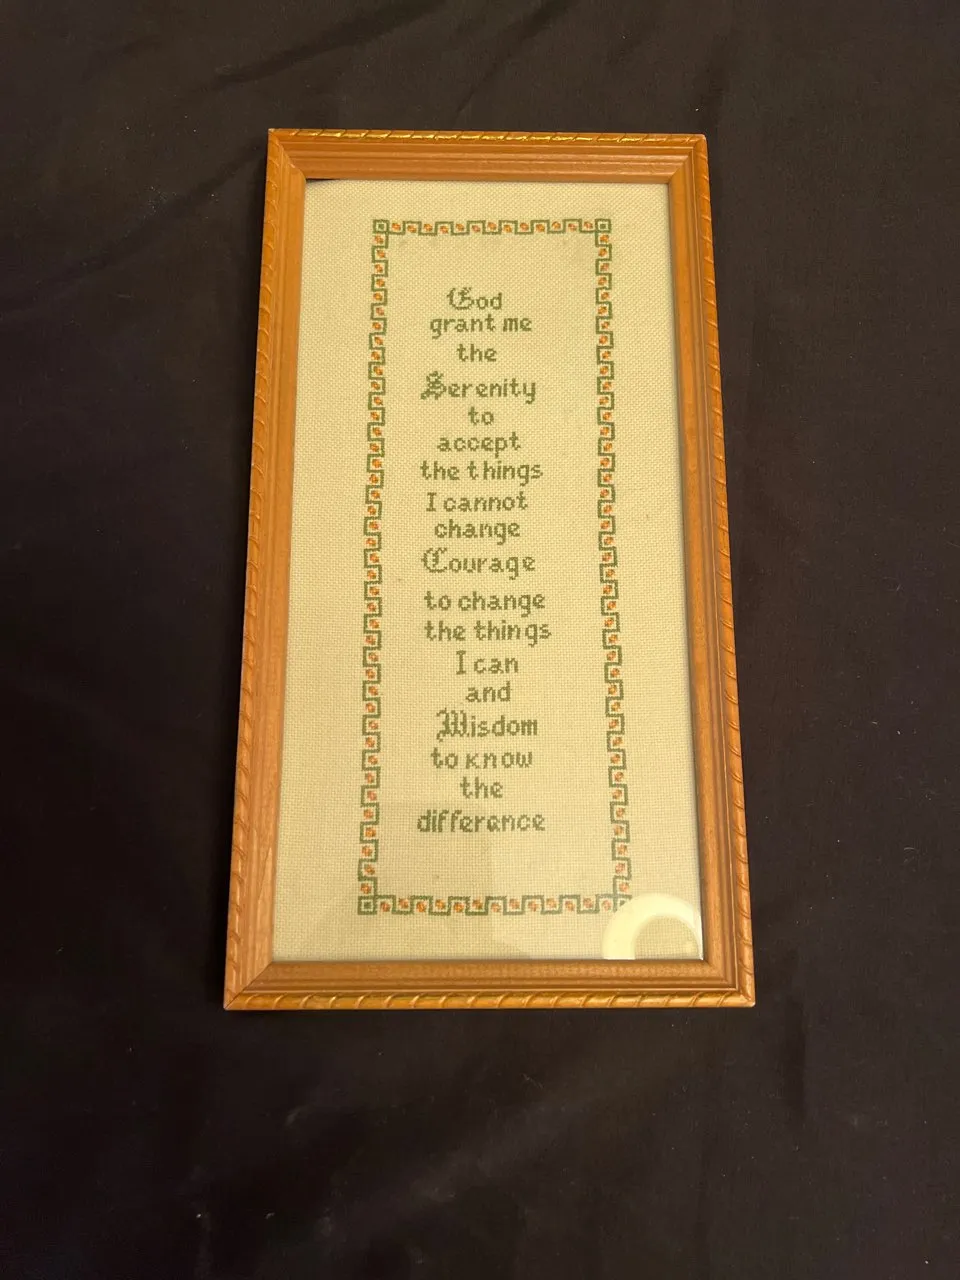 God
grant me
the
Serenity
to
accept
the things
I cannot
change
Courage
to change
the things
I can
and
Wisdom
to know
the
difference